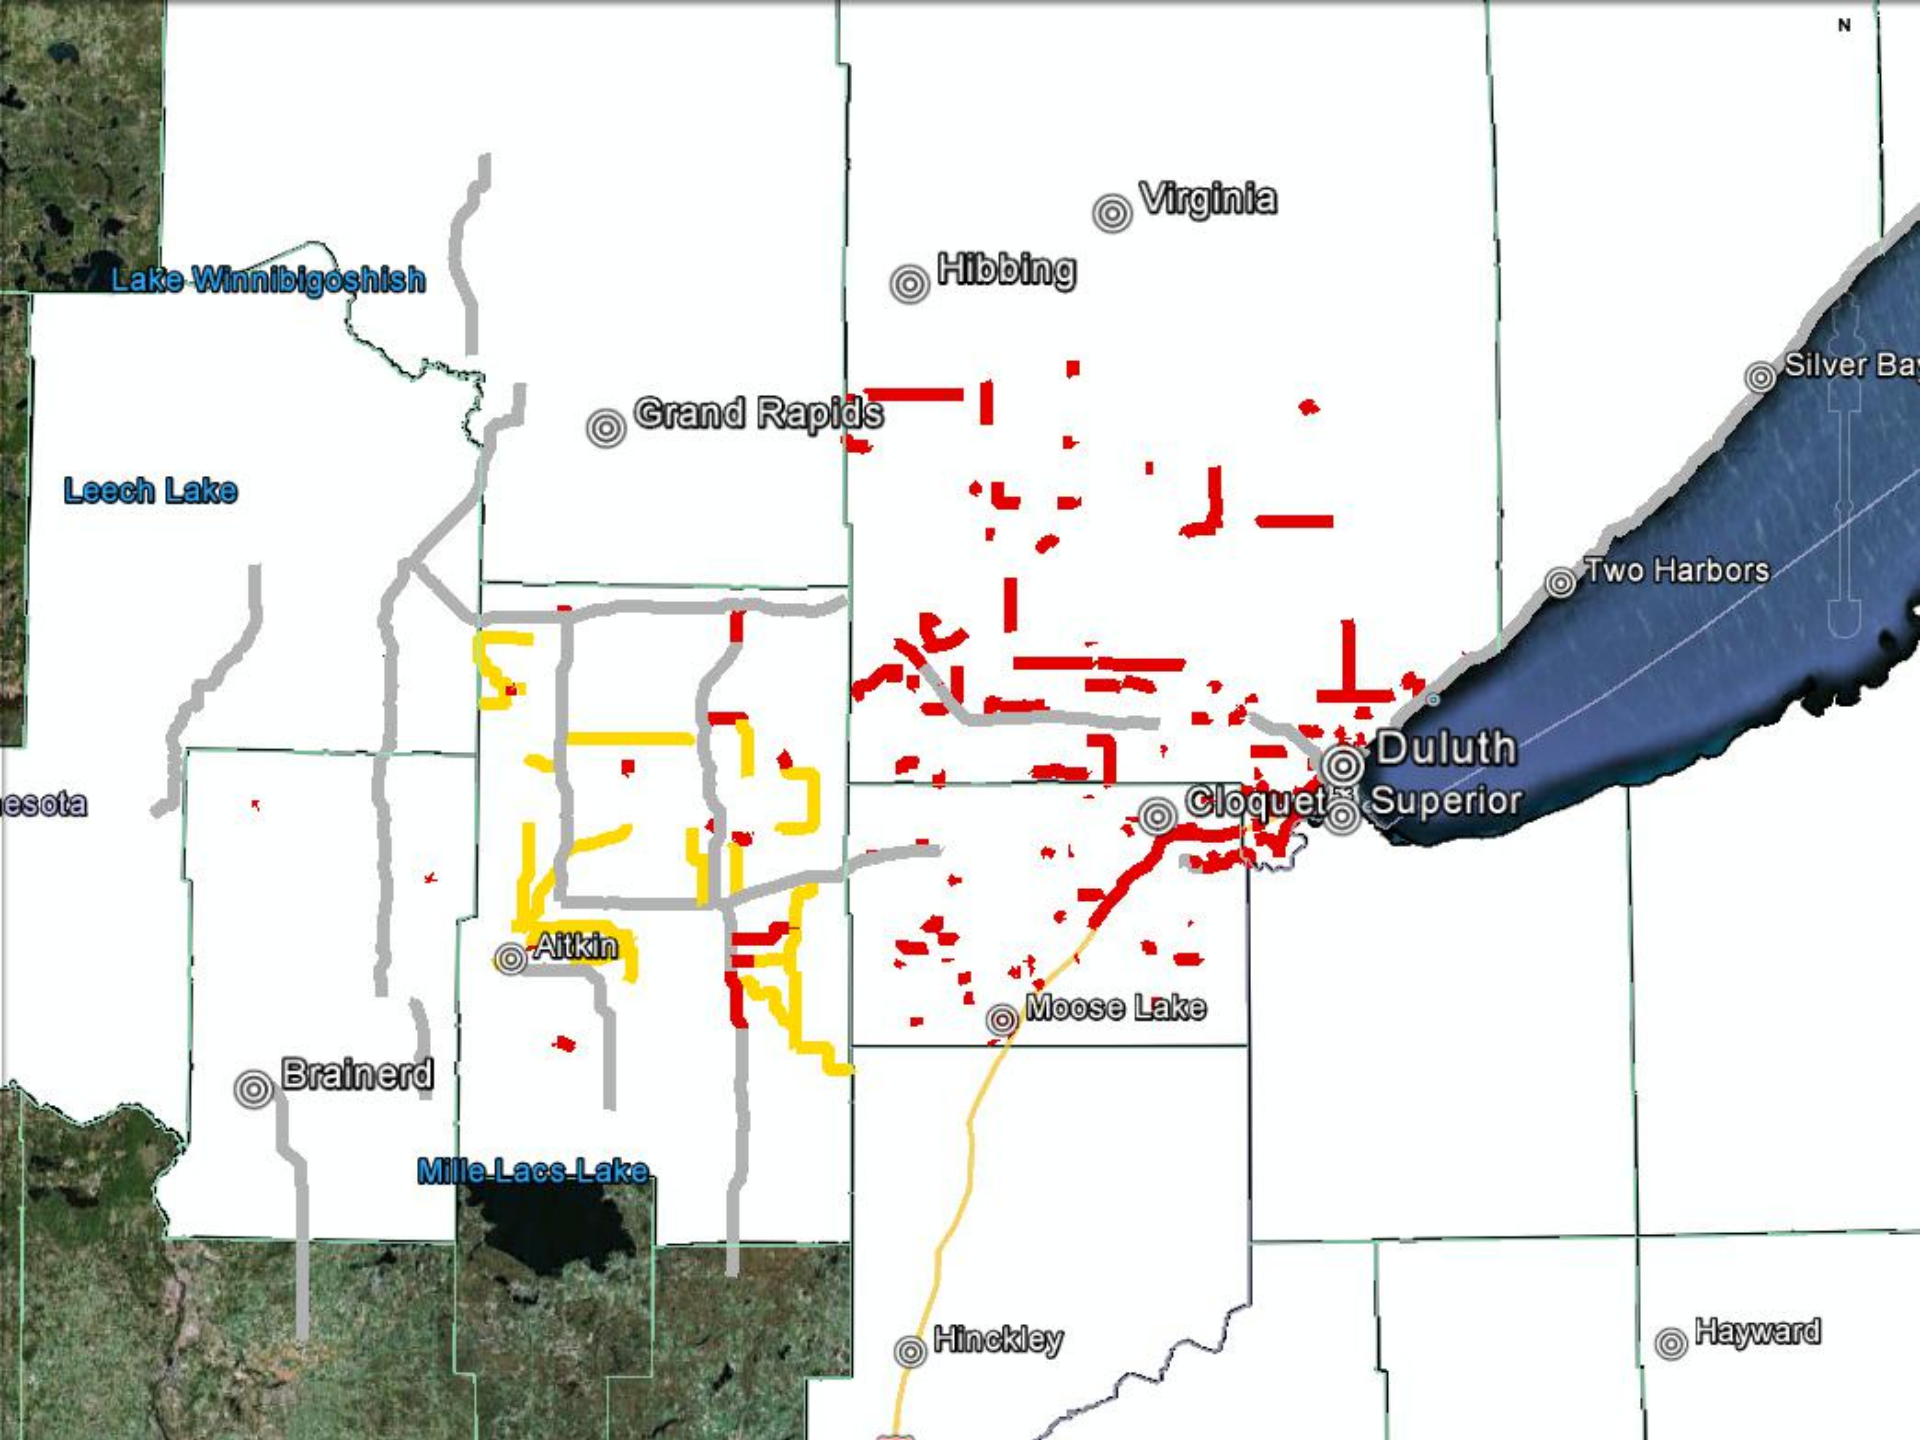 N
Virginia
Hibbing
Lake Winnibigoshish
Silver Bay
Grand Rapids
Leech Lake
Two Harbors
Duluth
Cloquet
Superior
esota
Aitkin
Moose Lake
Brainerd
Mille Lacs Lake
Hinckley
Hayward